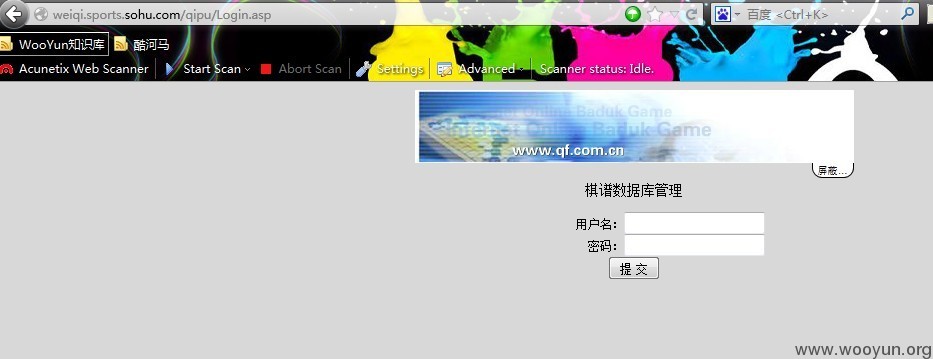 weiqi.sports.sohu.com/qipu/Login.asp
百度 <Ctrl+K>
WooYun知识库 酷河马
Acunetix Web Scanner Start Scan Abort Scan Settings Advanced Scanner status: Idle.
Internet Online Baduk Game
Internet Online Baduk Game
www.qf.com.cn
屏蔽...
棋谱数据库管理
用户名:
密码:
提 交
www.wooyun.org